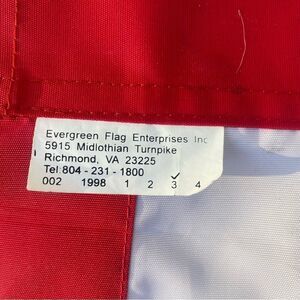 Evergreen Flag Enterprises Inc
5915 Midlothian Turnpike
Richmond, VA 23225
Tel 804 - 231 - 1800
002 1998 1 2 3 4